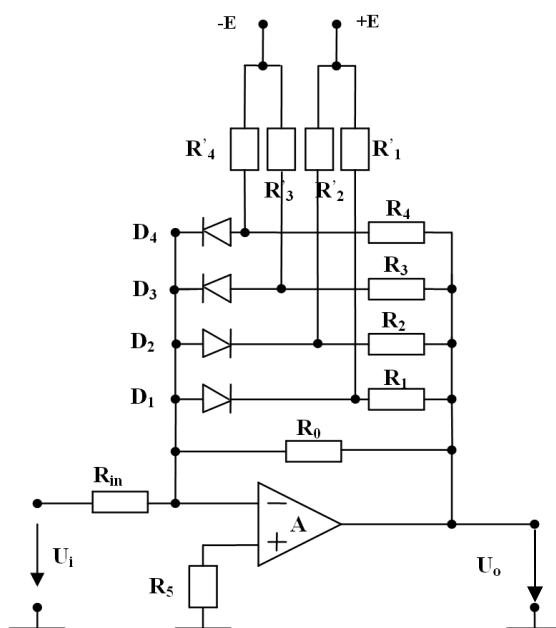 -E +E
R'4 R'3 R'2 R'1
D4 R4
D3 R3
D2 R2
D1 R1
R0
Rin
A
Ui R5 Uo